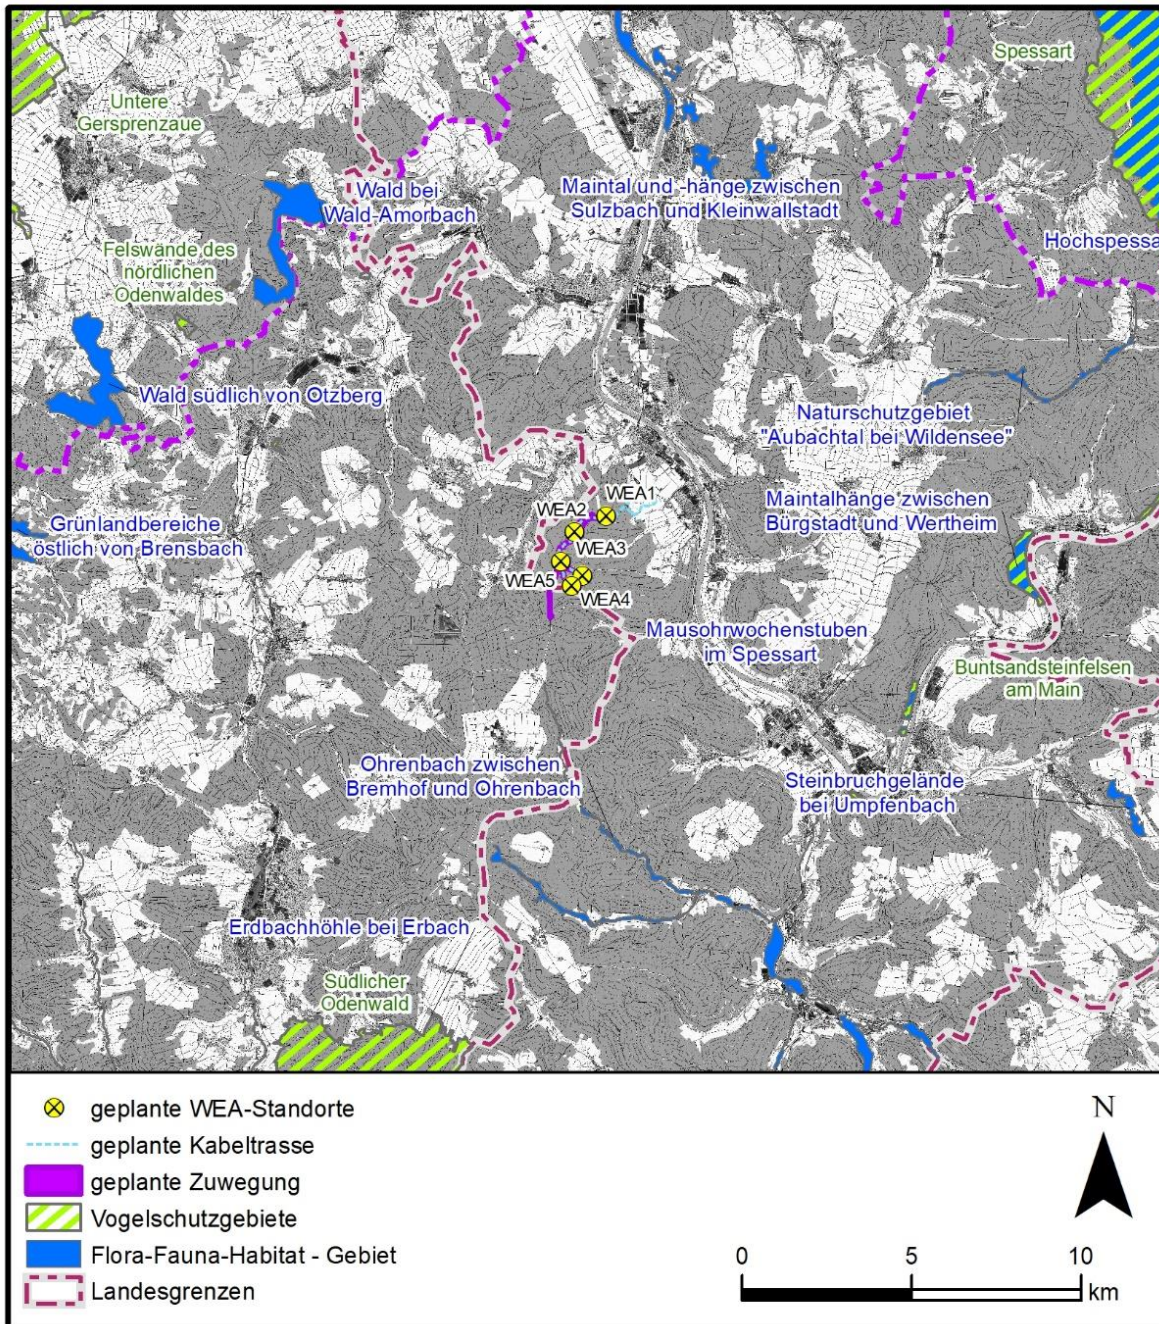 Spessart
Untere
Gersprenzaue
Wald bei
Wald-Amorbach
Maintal und -hänge zwischen
Sulzbach und Kleinwallstadt
Felswände des
nördlichen
Odenwaldes
Hochspessa
Wald südlich von Otzberg
Naturschutzgebiet
"Aubachtal bei Wildensee"
WEA1
WEA2
WEA3
WEA5
WEA4
Maintalhänge zwischen
Bürgstadt und Wertheim
Grünlandbereiche
östlich von Brensbach
Mausohrwochenstuben
im Spessart
Buntsandsteinfelsen
am Main
Ohrenbach zwischen
Bremhof und Ohrenbach
Steinbruchgelände
bei Umpfenbach
Erdbachhöhle bei Erbach
Südlicher
Odenwald
geplante WEA-Standorte
geplante Kabeltrasse
geplante Zuwegung
Vogelschutzgebiete
Flora-Fauna-Habitat - Gebiet
Landesgrenzen
N
0 5 10
km